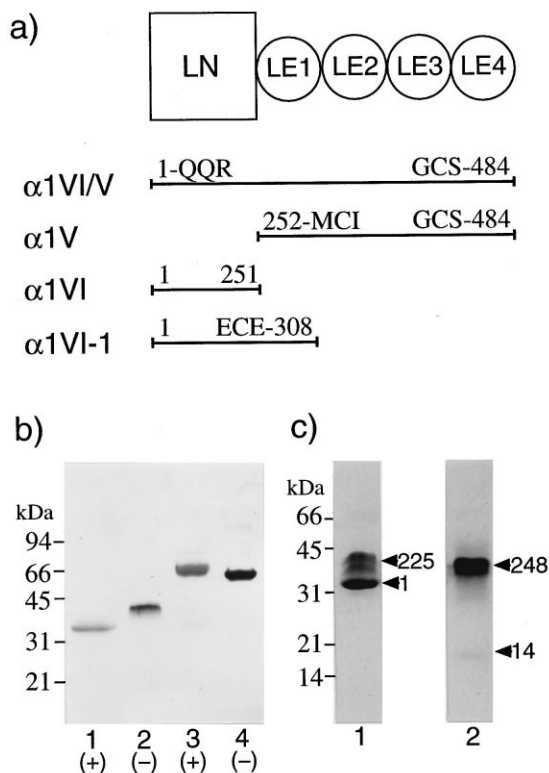 a)
LN LE1 LE2 LE3 LE4
α1VI/V 1-QQR GCS-484
α1V 252-MCI GCS-484
α1VI 1 251
α1VI-1 1 ECE-308
b) c)
kDa
94
66
45
31
21
1 2 3 4
(+) (−) (+) (−)
kDa
66
45
31
21
14
225
1
248
14
1 2